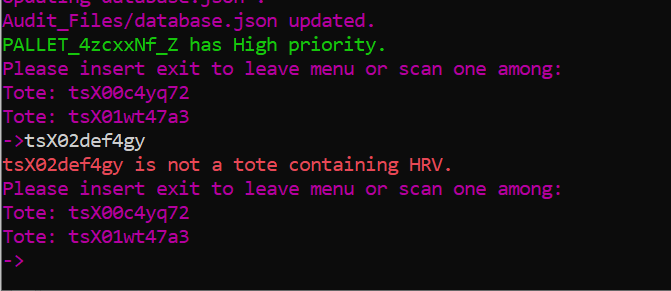 Updating database.json .
Audit_Files/database.json updated.
PALLET_4zcxxNf_Z has High priority.
Please insert exit to leave menu or scan one among:
Tote: tsX00c4yq72
Tote: tsX01wt47a3
->tsX02def4gy
tsX02def4gy is not a tote containing HRV.
Please insert exit to leave menu or scan one among:
Tote: tsX00c4yq72
Tote: tsX01wt47a3
->